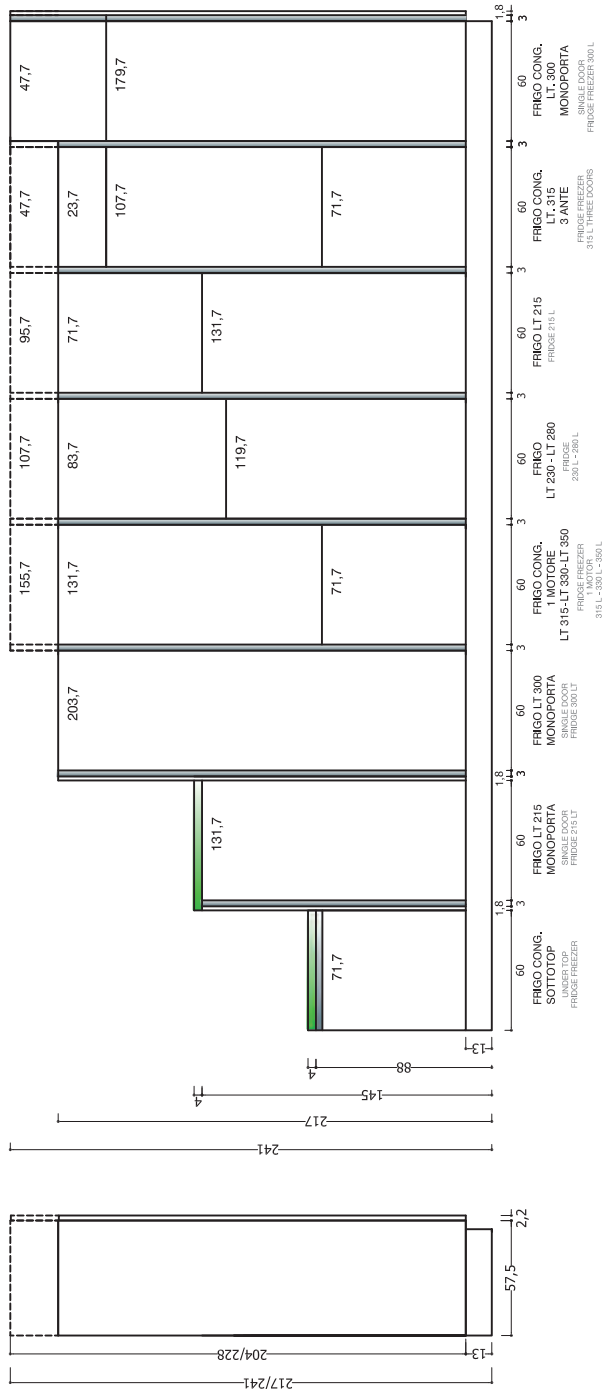 47,7
179,7
47,7
23,7
107,7
71,7
95,7
71,7
131,7
107,7
83,7
119,7
155,7
131,7
71,7
203,7
131,7
71,7
1,8
3
60
3
60
3
60
3
60
3
60
3
60
3
1,8
60
3
1,8
60
FRIGO CONG.
LT. 300
MONOPORTA
SINGLE DOOR
FRIDGE FREEZER 300 L
FRIGO CONG.
LT. 315
3 ANTE
FRIDGE FREEZER
315 L THREE DOORS
FRIGO LT 215
FRIDGE 215 L
FRIGO
LT 230 - LT 280
FRIDGE
230 L - 280 L
FRIGO CONG.
1 MOTORE
LT 315-LT 330-LT 350
FRIDGE FREEZER
1 MOTOR
315 L - 330 L - 350 L
FRIGO LT 300
MONOPORTA
SINGLE DOOR
FRIDGE 300 LT
FRIGO LT 215
MONOPORTA
SINGLE DOOR
FRIDGE 215 LT
FRIGO CONG.
SOTTOTOP
UNDER TOP
FRIDGE FREEZER
13
4
88
4
145
217
241
2,2
57,5
13
204/228
217/241